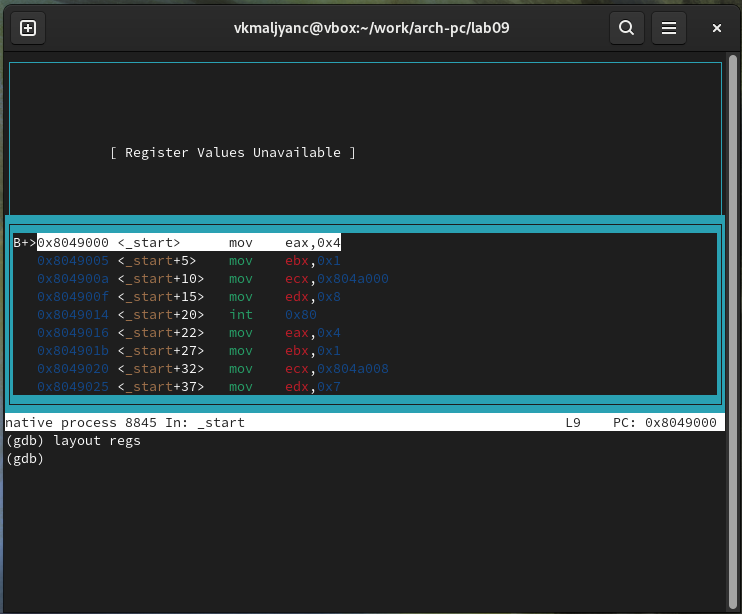 vkmaljyanc@vbox:~/work/arch-pc/lab09
[ Register Values Unavailable ]
B+>0x8049000 <_start>      mov    eax,0x4
0x8049005 <_start+5>    mov    ebx,0x1
0x804900a <_start+10>   mov    ecx,0x804a000
0x804900f <_start+15>   mov    edx,0x8
0x8049014 <_start+20>   int    0x80
0x8049016 <_start+22>   mov    eax,0x4
0x804901b <_start+27>   mov    ebx,0x1
0x8049020 <_start+32>   mov    ecx,0x804a008
0x8049025 <_start+37>   mov    edx,0x7
native process 8845 In: _start                                        L9    PC: 0x8049000
(gdb) layout regs
(gdb)